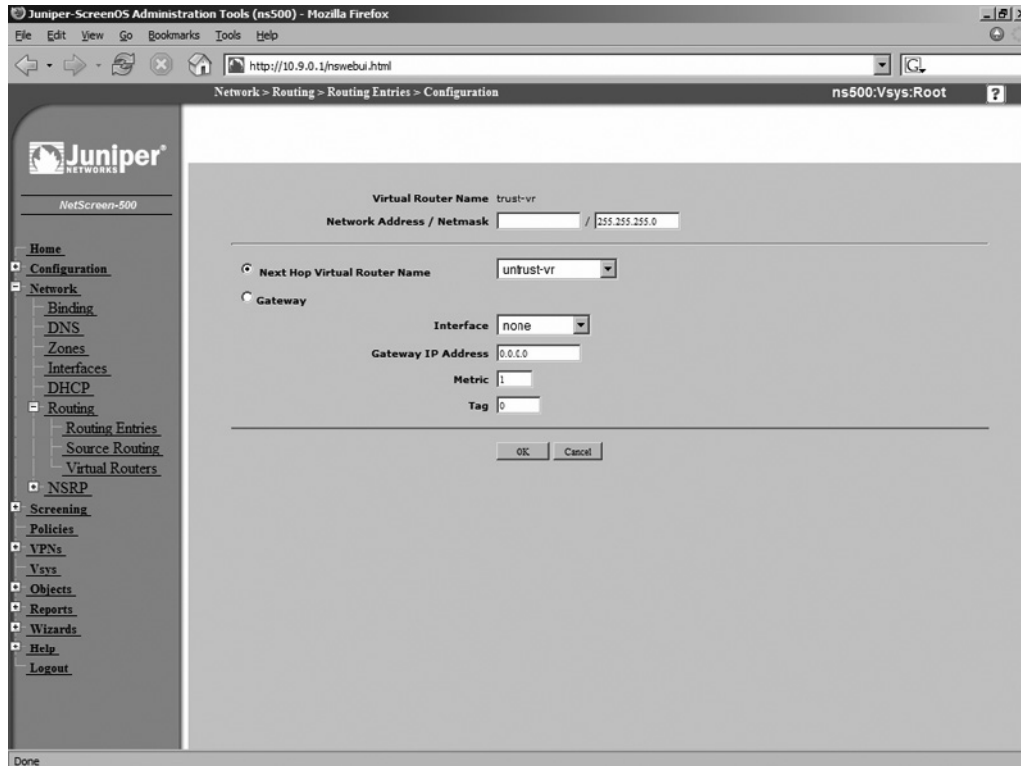 Juniper-ScreenOS Administration Tools (ns500) - Mozilla Firefox
File Edit View Go Bookmarks Tools Help
http://10.9.0.1/nswebui.html
G
Network > Routing > Routing Entries > Configuration
ns500:Vsys:Root
?
Juniper®
NETWORKS
NetScreen-500
Home
Configuration
Network
Binding
DNS
Zones
Interfaces
DHCP
Routing
Routing Entries
Source Routing
Virtual Routers
NSRP
Screening
Policies
VPNs
Vsys
Objects
Reports
Wizards
Help
Logout
Virtual Router Name trust-vr
Network Address / Netmask / 255.255.255.0
Next Hop Virtual Router Name untrust-vr
Gateway
Interface none
Gateway IP Address 0.0.0.0
Metric 1
Tag 0
OK Cancel
Done